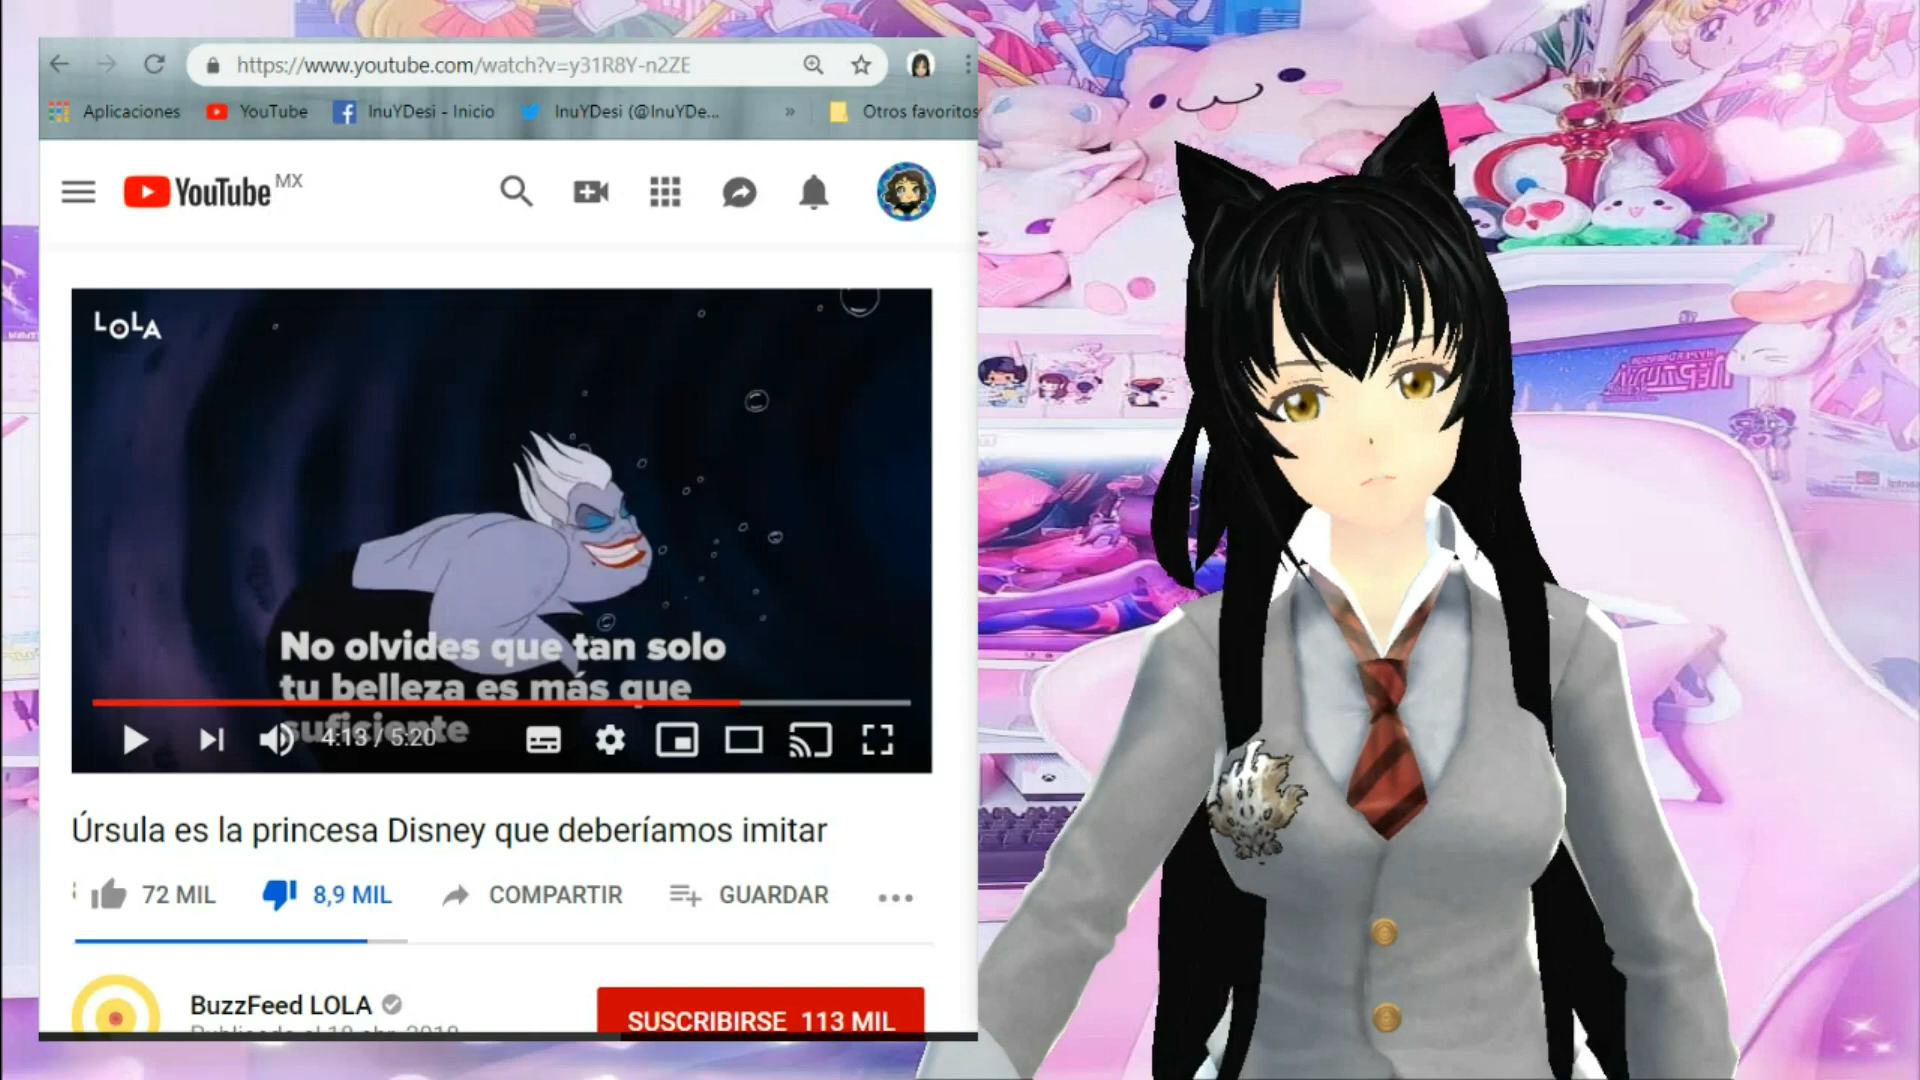 https://www.youtube.com/watch?v=y31R8Y-n2ZE
Aplicaciones YouTube InuYDesi - Inicio InuYDesi (@InuYDe... » Otros favoritos
YouTube MX
LOLA
No olvides que tan solo
tu belleza es más que
suficiente
4:13 / 5:20
Úrsula es la princesa Disney que deberíamos imitar
72 MIL 8,9 MIL COMPARTIR GUARDAR
BuzzFeed LOLA
SUSCRIBIRSE 113 MIL